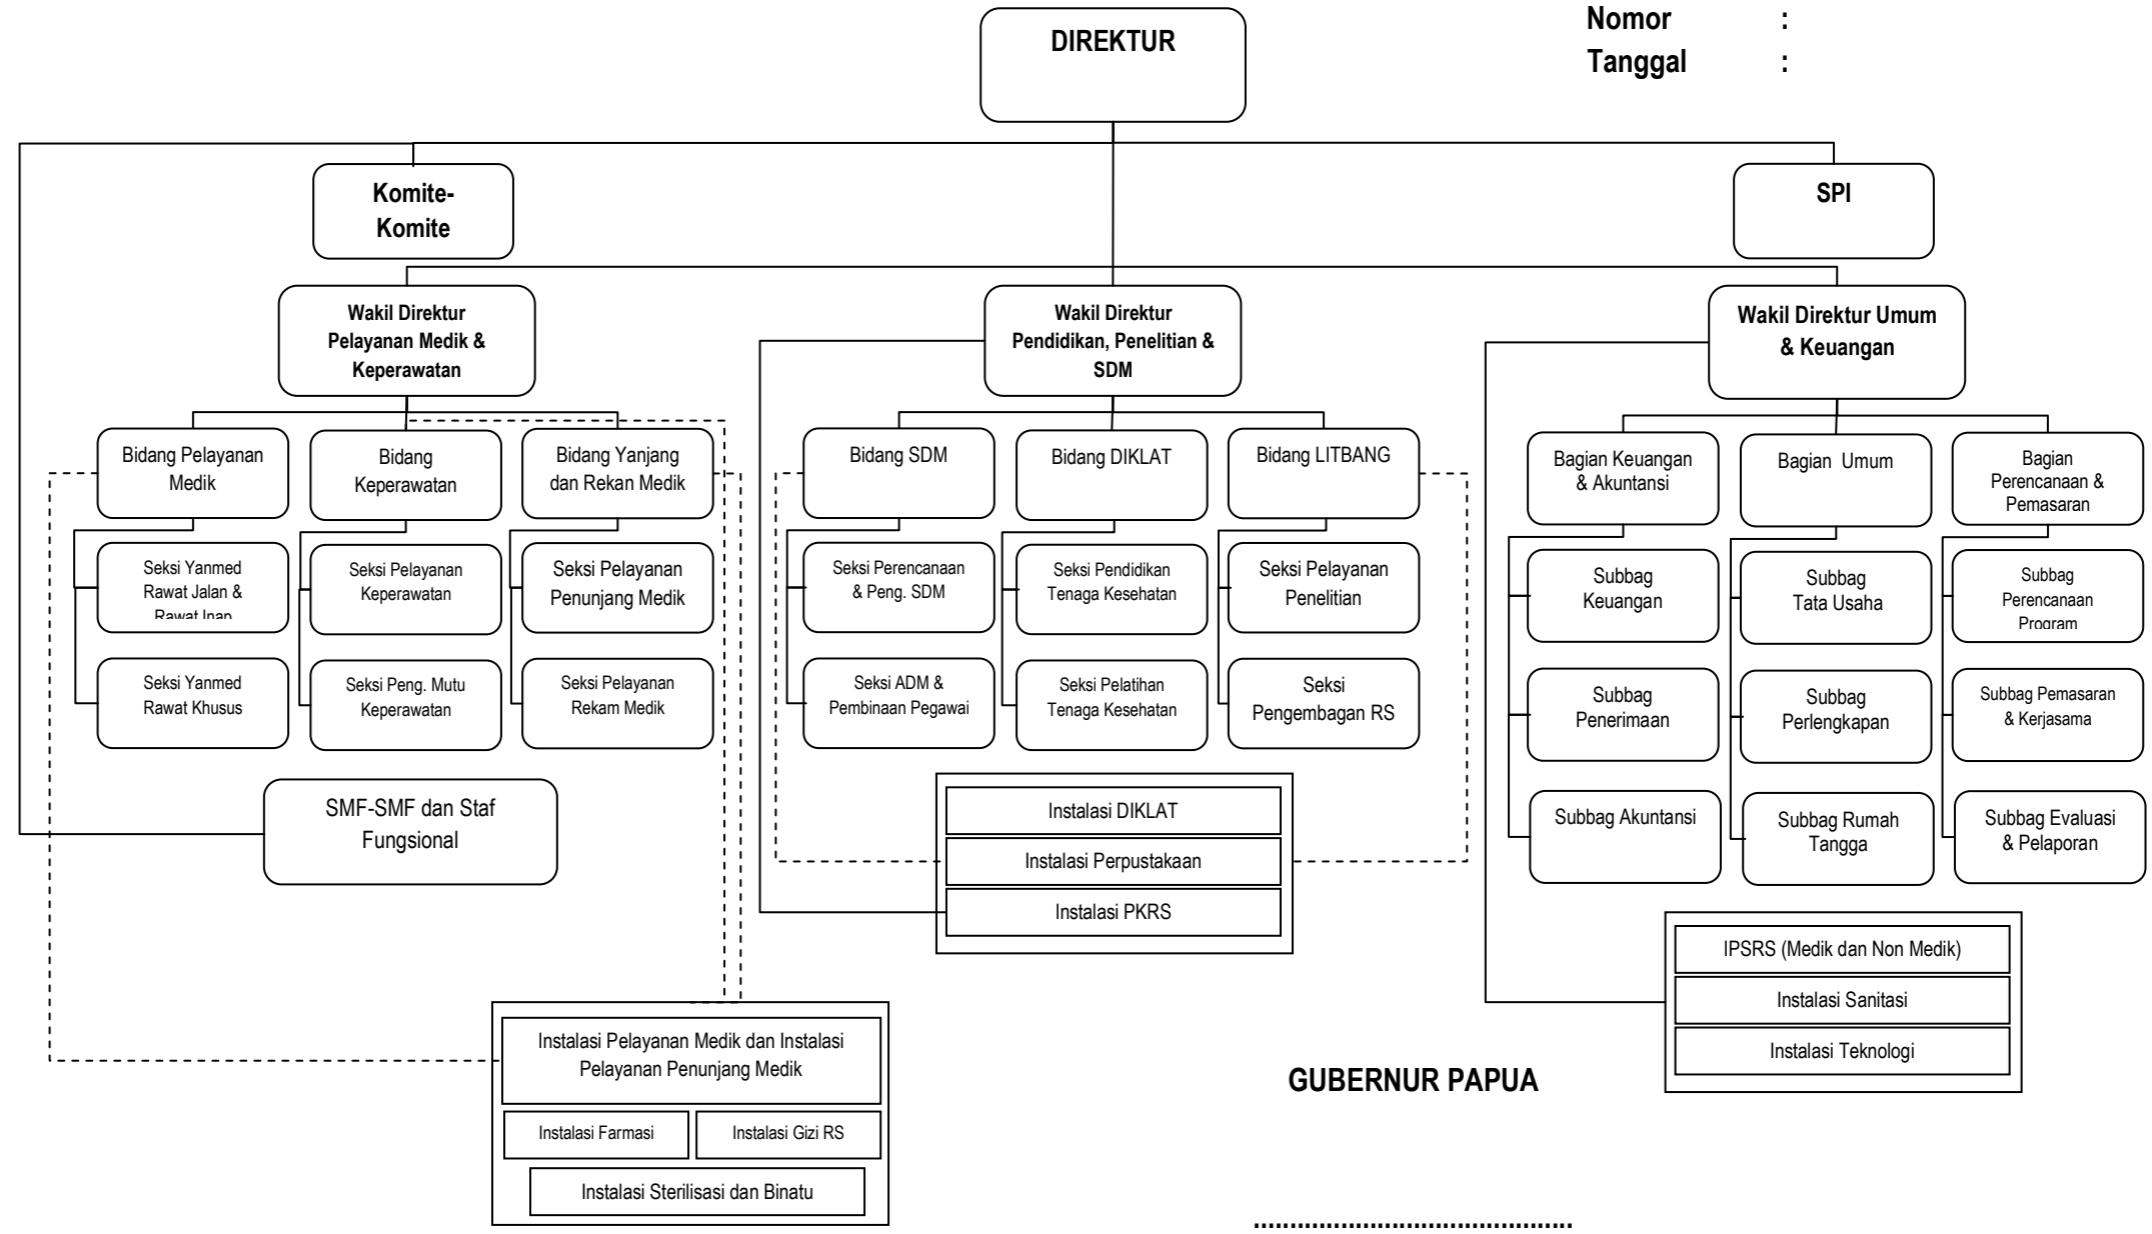 Nomor :
Tanggal :
DIREKTUR
Komite-
Komite
SPI
Wakil Direktur
Pelayanan Medik &
Keperawatan
Wakil Direktur
Pendidikan, Penelitian &
SDM
Wakil Direktur Umum
& Keuangan
Bidang Pelayanan
Medik
Bidang
Keperawatan
Bidang Yanjang
dan Rekan Medik
Bidang SDM
Bidang DIKLAT
Bidang LITBANG
Bagian Keuangan
& Akuntansi
Bagian Umum
Bagian
Perencanaan &
Pemasaran
Seksi Yanmed
Rawat Jalan &
Rawat Inap
Seksi Pelayanan
Keperawatan
Seksi Pelayanan
Penunjang Medik
Seksi Perencanaan
& Peng. SDM
Seksi Pendidikan
Tenaga Kesehatan
Seksi Pelayanan
Penelitian
Subbag
Keuangan
Subbag
Tata Usaha
Subbag
Perencanaan
Program
Seksi Yanmed
Rawat Khusus
Seksi Peng. Mutu
Keperawatan
Seksi Pelayanan
Rekam Medik
Seksi ADM &
Pembinaan Pegawai
Seksi Pelatihan
Tenaga Kesehatan
Seksi
Pengembagan RS
Subbag
Penerimaan
Subbag
Perlengkapan
Subbag Pemasaran
& Kerjasama
SMF-SMF dan Staf
Fungsional
Instalasi DIKLAT
Instalasi Perpustakaan
Instalasi PKRS
Subbag Akuntansi
Subbag Rumah
Tangga
Subbag Evaluasi
& Pelaporan
IPSRS (Medik dan Non Medik)
Instalasi Sanitasi
Instalasi Teknologi
Instalasi Pelayanan Medik dan Instalasi
Pelayanan Penunjang Medik
Instalasi Farmasi
Instalasi Gizi RS
Instalasi Sterilisasi dan Binatu
GUBERNUR PAPUA
............................................